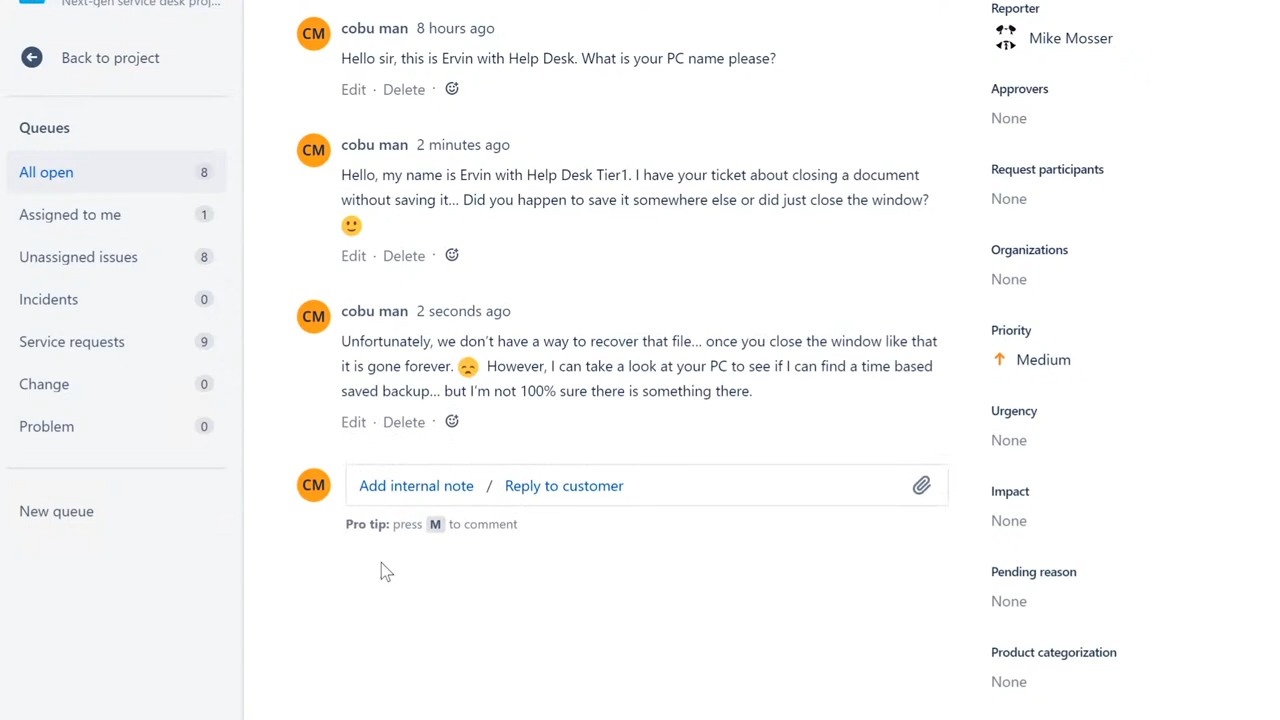 Next-gen service desk proj...
Back to project
Queues
All open 8
Assigned to me 1
Unassigned issues 8
Incidents 0
Service requests 9
Change 0
Problem 0
New queue
CM cobu man 8 hours ago
Hello sir, this is Ervin with Help Desk. What is your PC name please?
Edit · Delete ·
CM cobu man 2 minutes ago
Hello, my name is Ervin with Help Desk Tier1. I have your ticket about closing a document
without saving it... Did you happen to save it somewhere else or did just close the window?
🙂
Edit · Delete ·
CM cobu man 2 seconds ago
Unfortunately, we don't have a way to recover that file... once you close the window like that
it is gone forever. 😞 However, I can take a look at your PC to see if I can find a time based
saved backup... but I'm not 100% sure there is something there.
Edit · Delete ·
CM Add internal note / Reply to customer
Pro tip: press M to comment
Reporter
Mike Mosser
Approvers
None
Request participants
None
Organizations
None
Priority
Medium
Urgency
None
Impact
None
Pending reason
None
Product categorization
None